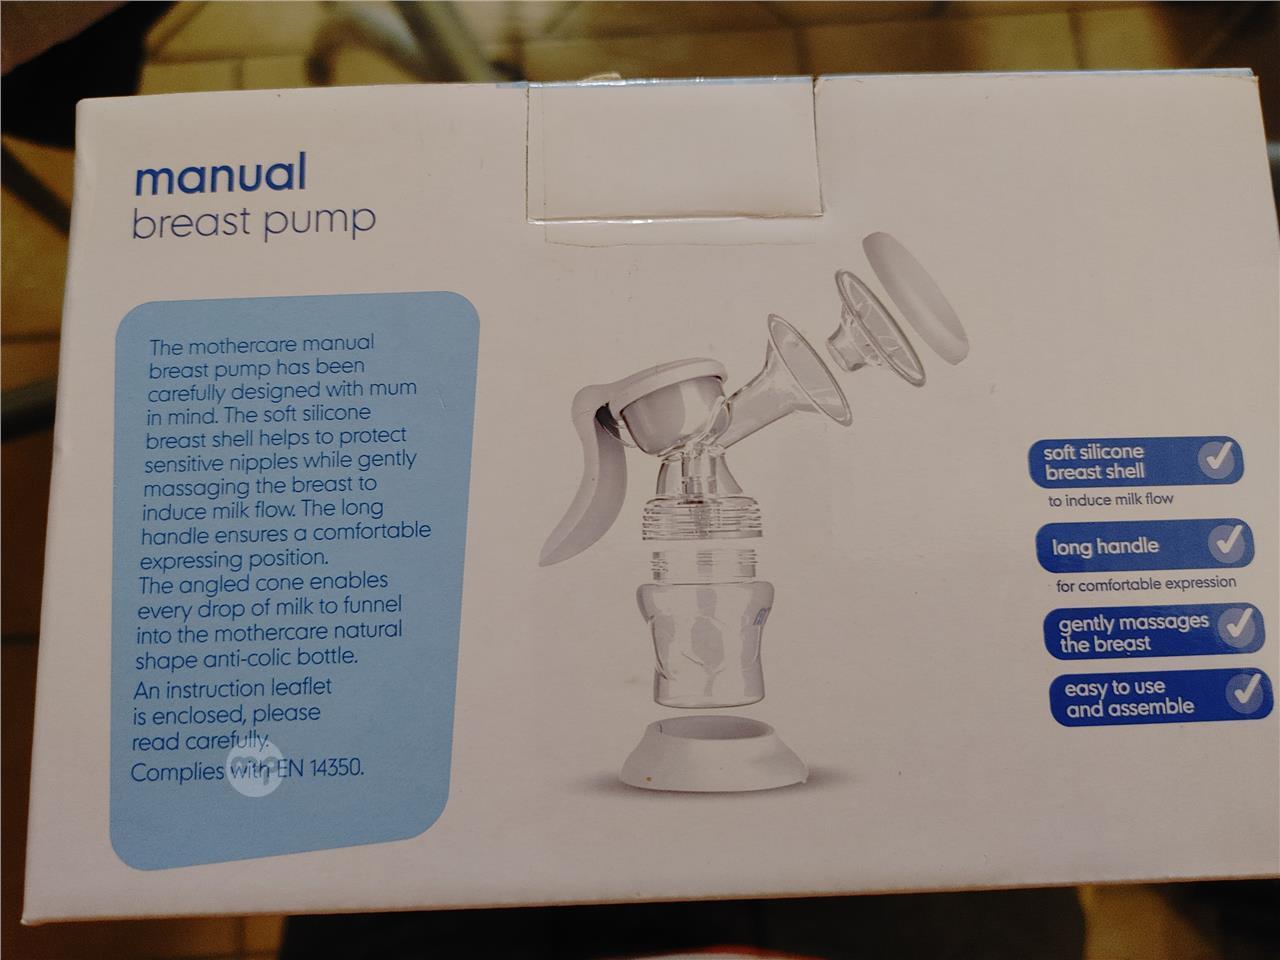 manual
breast pump
The mothercare manual
breast pump has been
carefully designed with mum
in mind. The soft silicone
breast shell helps to protect
sensitive nipples while gently
massaging the breast to
induce milk flow. The long
handle ensures a comfortable
expressing position.
The angled cone enables
every drop of milk to funnel
into the mothercare natural
shape anti-colic bottle.
An instruction leaflet
is enclosed, please
read carefully.
Complies with EN 14350.
soft silicone
breast shell
to induce milk flow
long handle
for comfortable expression
gently massages
the breast
easy to use
and assemble